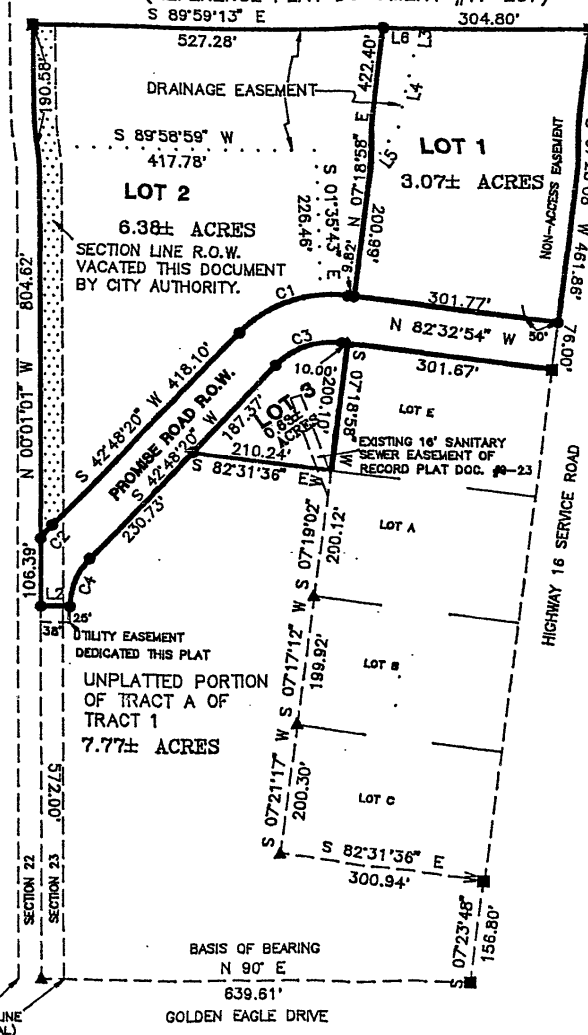 S 89°59'13" E
304.80'
527.28'
L6
L3
422.40'
190.58'
DRAINAGE EASEMENT
L4
S 89°58'59" W
417.78'
L5
LOT 1
3.07± ACRES
NON-ACCESS EASEMENT
W 461.86'
LOT 2
6.38± ACRES
S 01°35'43" E
226.46'
N 07°18'58" E
200.99'
SECTION LINE R.O.W.
VACATED THIS DOCUMENT
BY CITY AUTHORITY.
804.62'
N 00°01'01" W
C1
301.77'
N 82°32'54" W
50'
76.00'
C3
10.00'
301.67'
S 42°48'20" W 418.10'
PROMISE ROAD R.O.W.
S 42°48'20" W
187.37'
230.73'
LOT 3
0.83±
ACRES
S 07°18'58" W
200.10'
210.24'
S 82°31'36" E
LOT E
EXISTING 16' SANITARY
SEWER EASEMENT OF
RECORD PLAT DOC.
LOT A
S 07°19'02" W
200.12'
HIGHWAY 16 SERVICE ROAD
C2
106.39'
L2
C4
25'
UTILITY EASEMENT
DEDICATED THIS PLAT
UNPLATTED PORTION
OF TRACT A OF
TRACT 1
7.77± ACRES
S 07°17'12" W
199.92'
LOT B
S 07°21'17" W
200.30'
LOT C
572.00'
SECTION 22
SECTION 23
S 82°31'36" E
300.94'
S 07°23'48" W
156.80'
BASIS OF BEARING
N 90° E
639.61'
GOLDEN EAGLE DRIVE